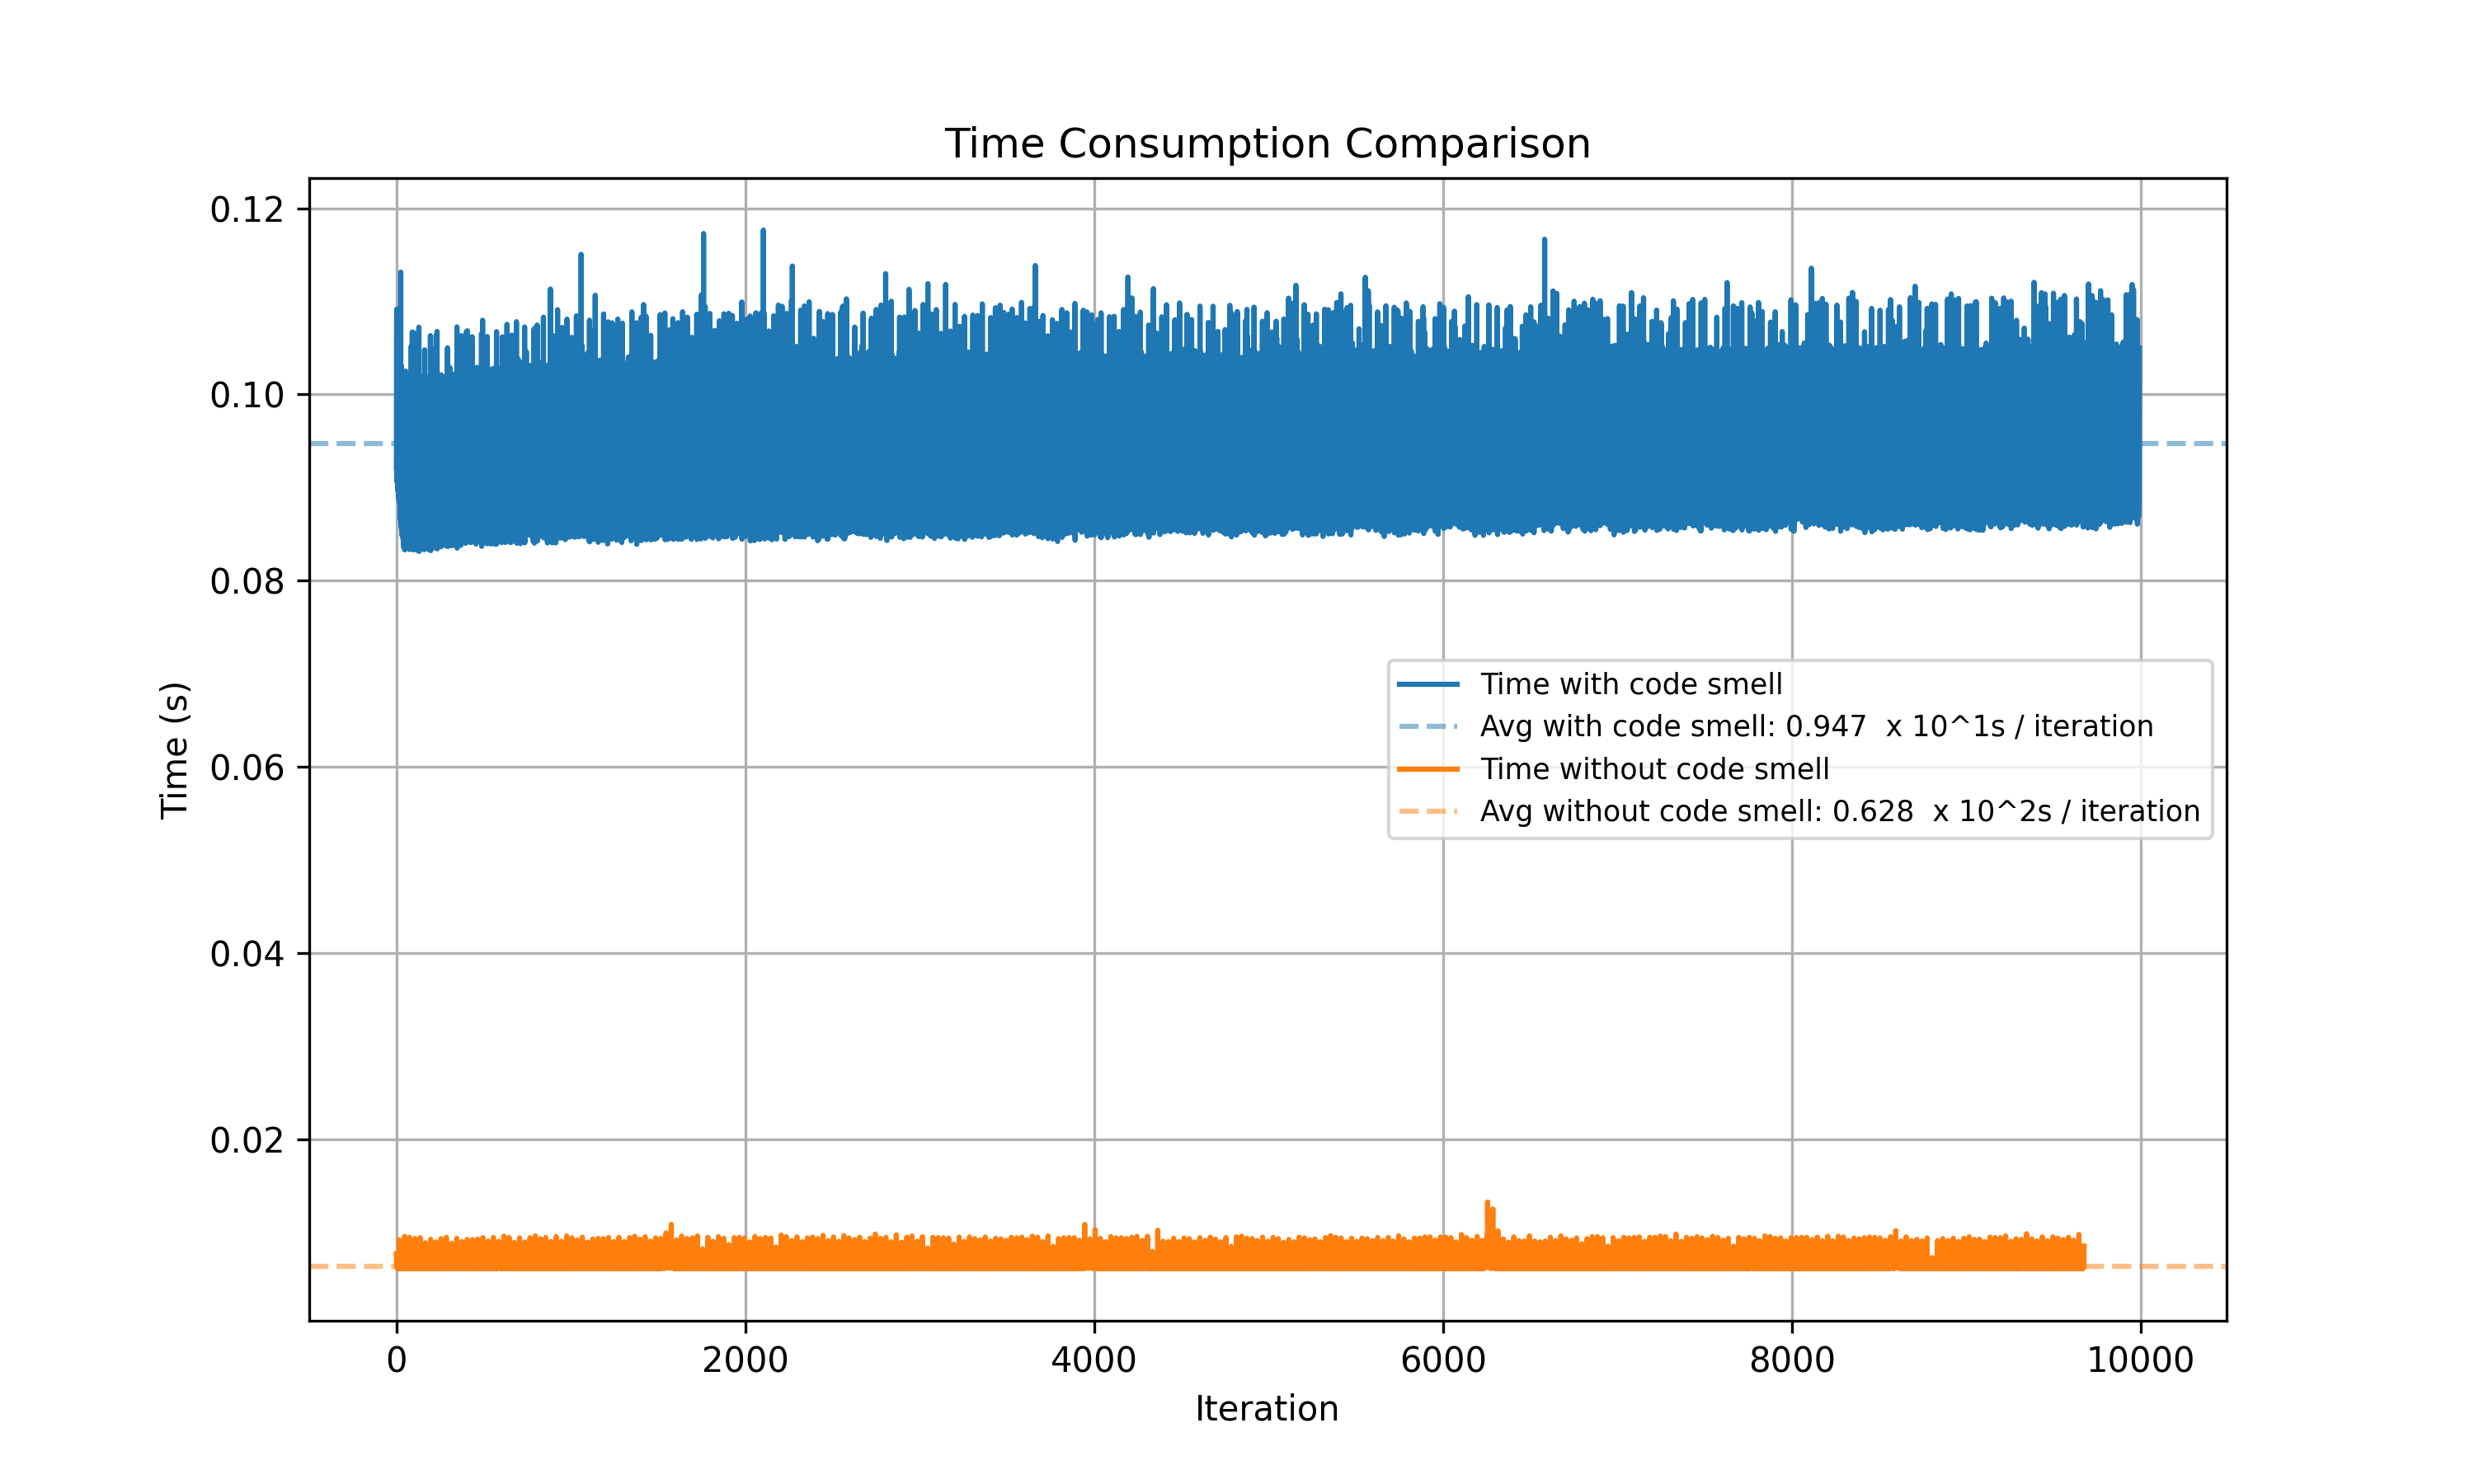 Time Consumption Comparison
0.12
0.10
0.08
0.06
0.04
0.02
Time (s)
Time with code smell
Avg with code smell: 0.947  x 10^1s / iteration
Time without code smell
Avg without code smell: 0.628  x 10^2s / iteration
0 2000 4000 6000 8000 10000
Iteration